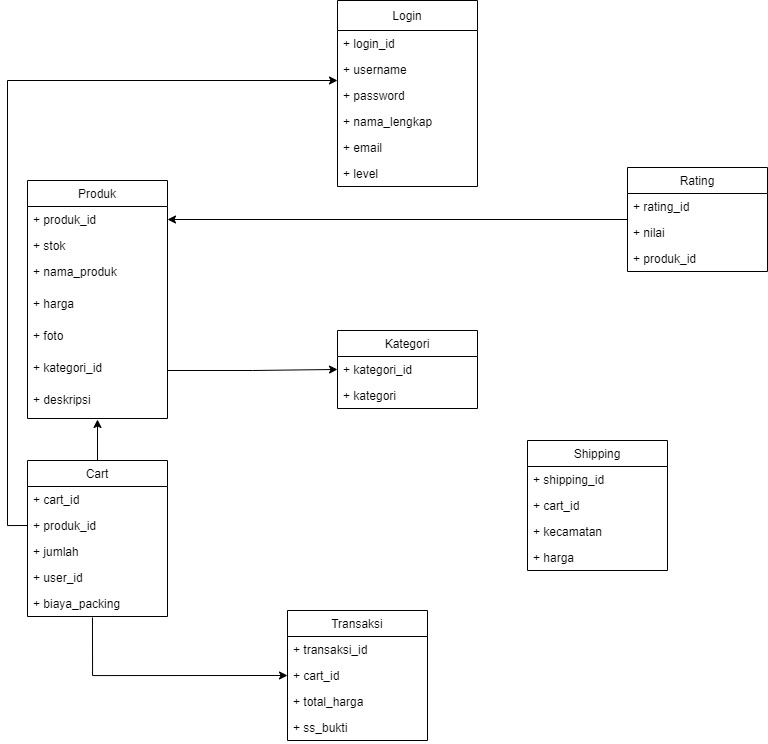 Login
+ login_id
+ username
+ password
+ nama_lengkap
+ email
+ level
Produk
+ produk_id
+ stok
+ nama_produk
+ harga
+ foto
+ kategori_id
+ deskripsi
Rating
+ rating_id
+ nilai
+ produk_id
Kategori
+ kategori_id
+ kategori
Cart
+ cart_id
+ produk_id
+ jumlah
+ user_id
+ biaya_packing
Shipping
+ shipping_id
+ cart_id
+ kecamatan
+ harga
Transaksi
+ transaksi_id
+ cart_id
+ total_harga
+ ss_bukti